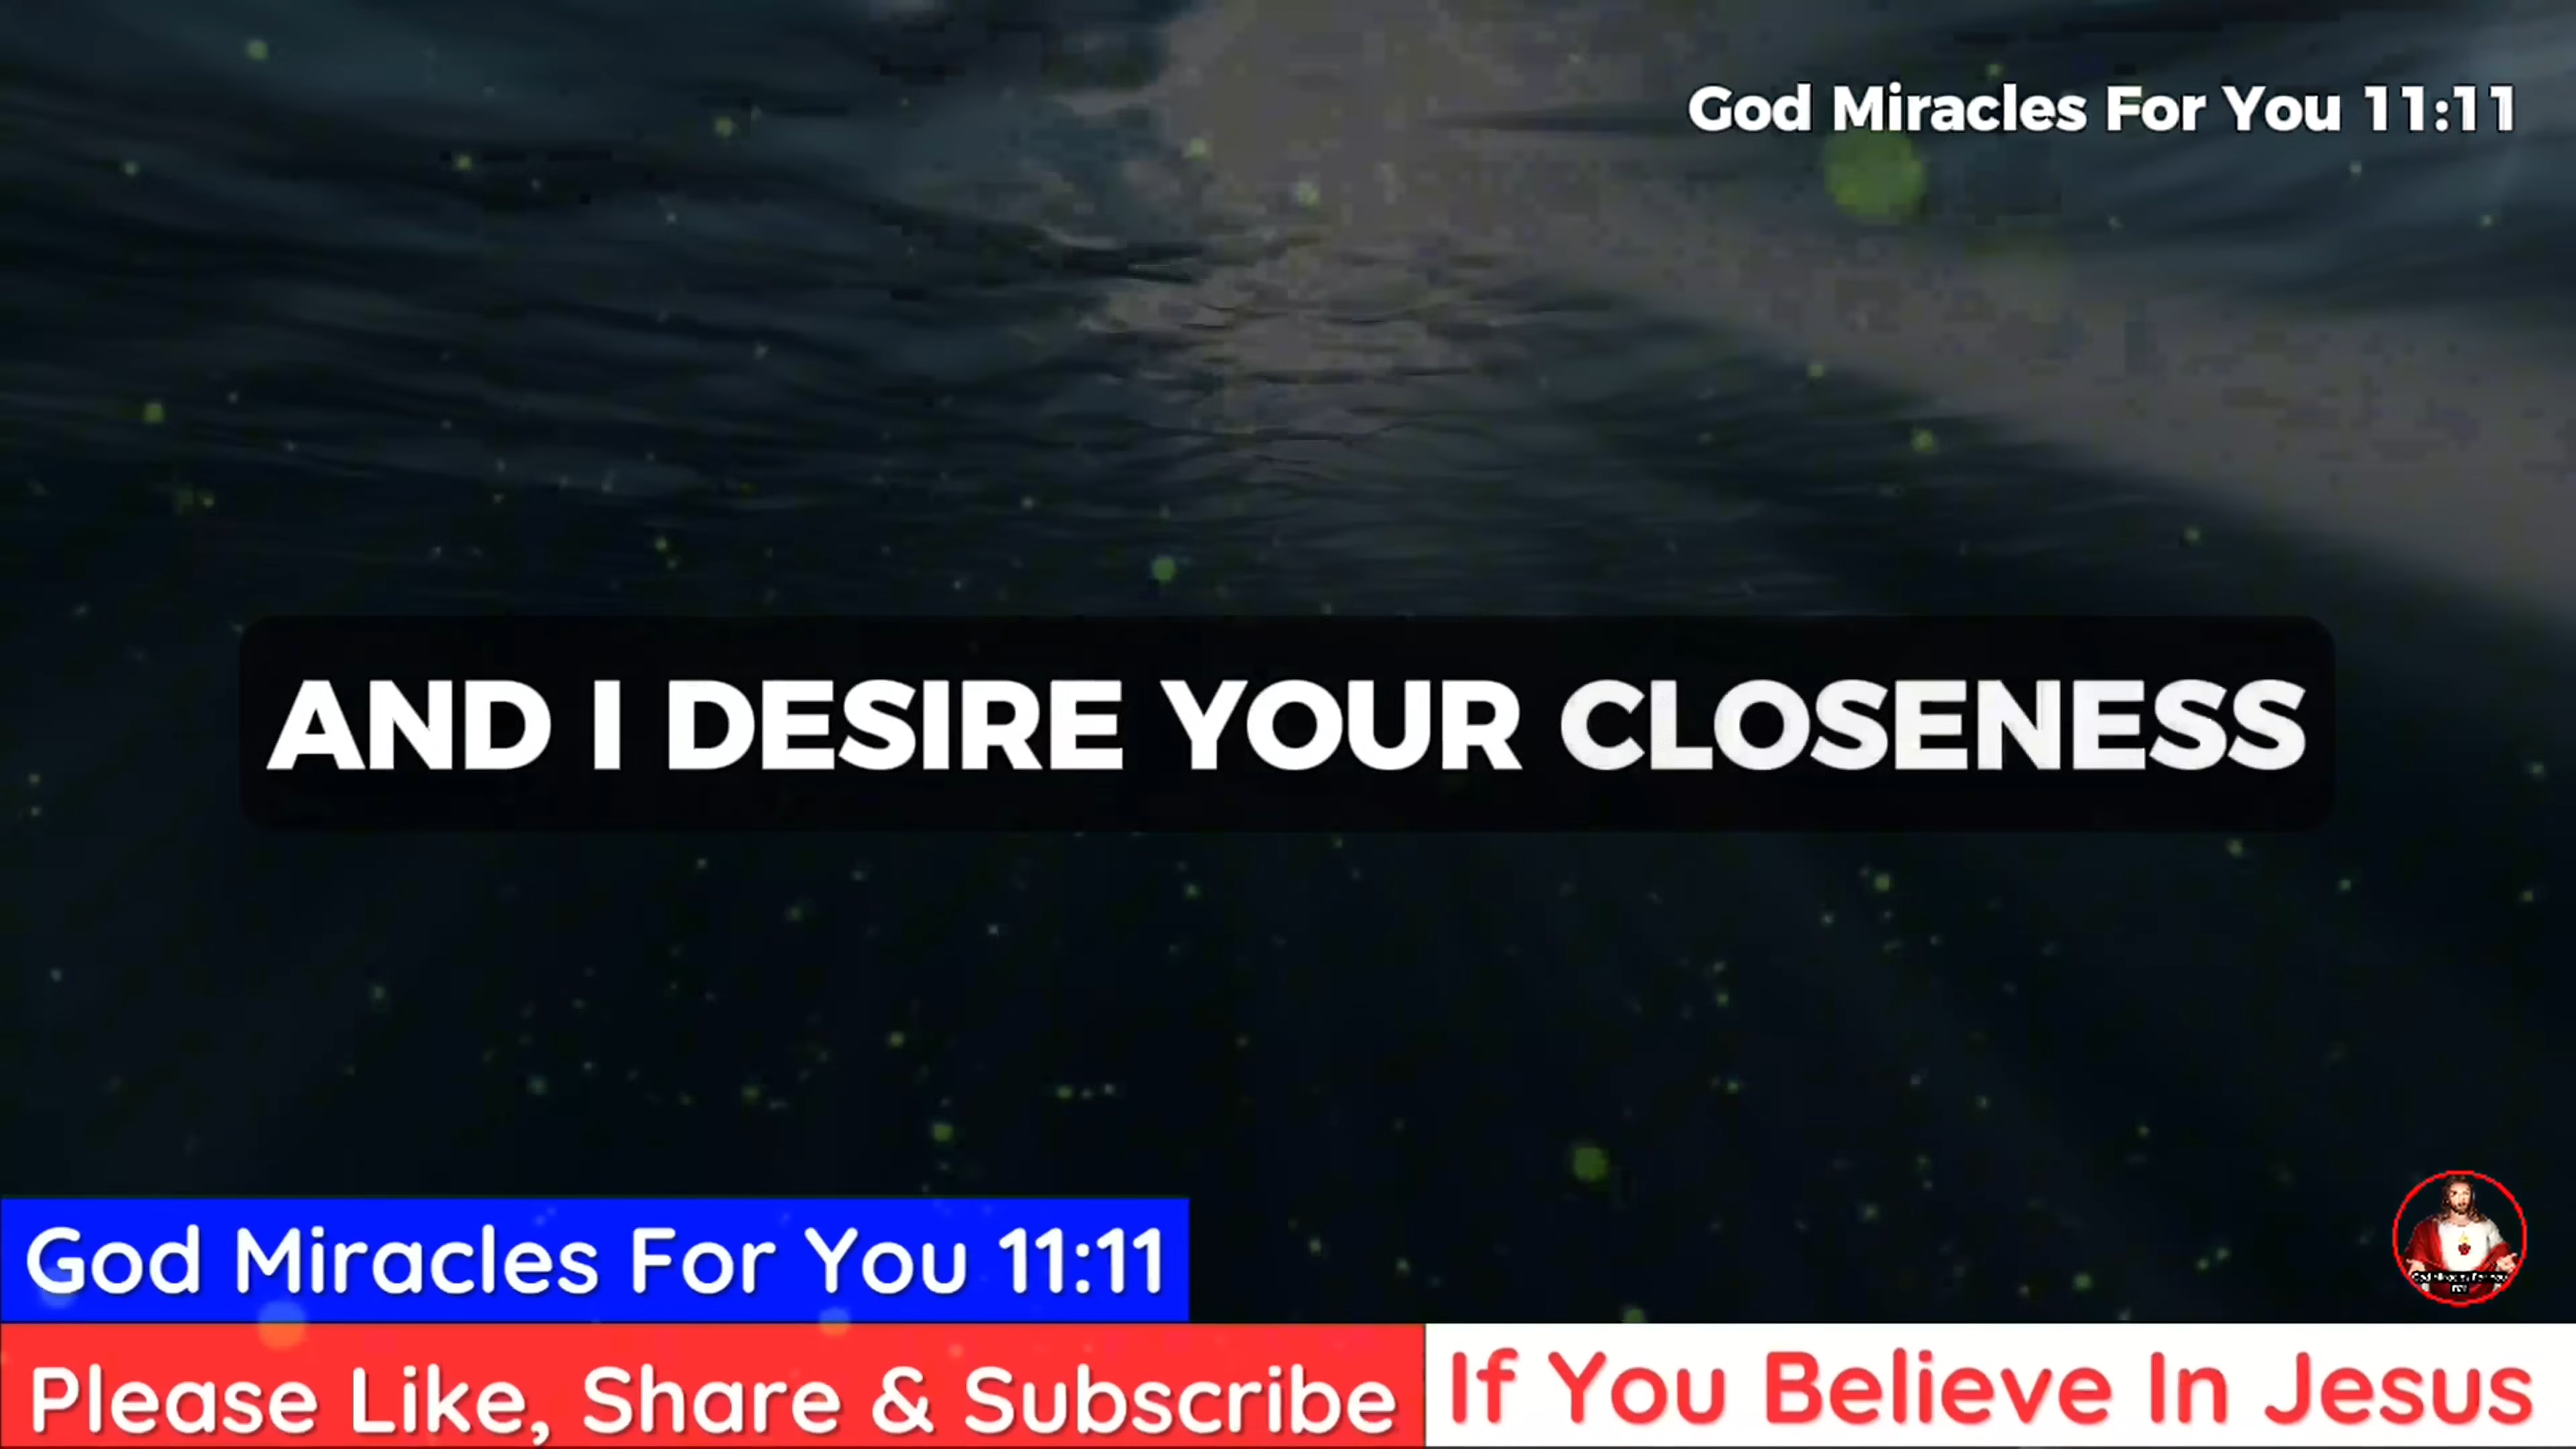 God Miracles For You 11:11
AND I DESIRE YOUR CLOSENESS
God Miracles For You 11:11
Please Like, Share & Subscribe
If You Believe In Jesus